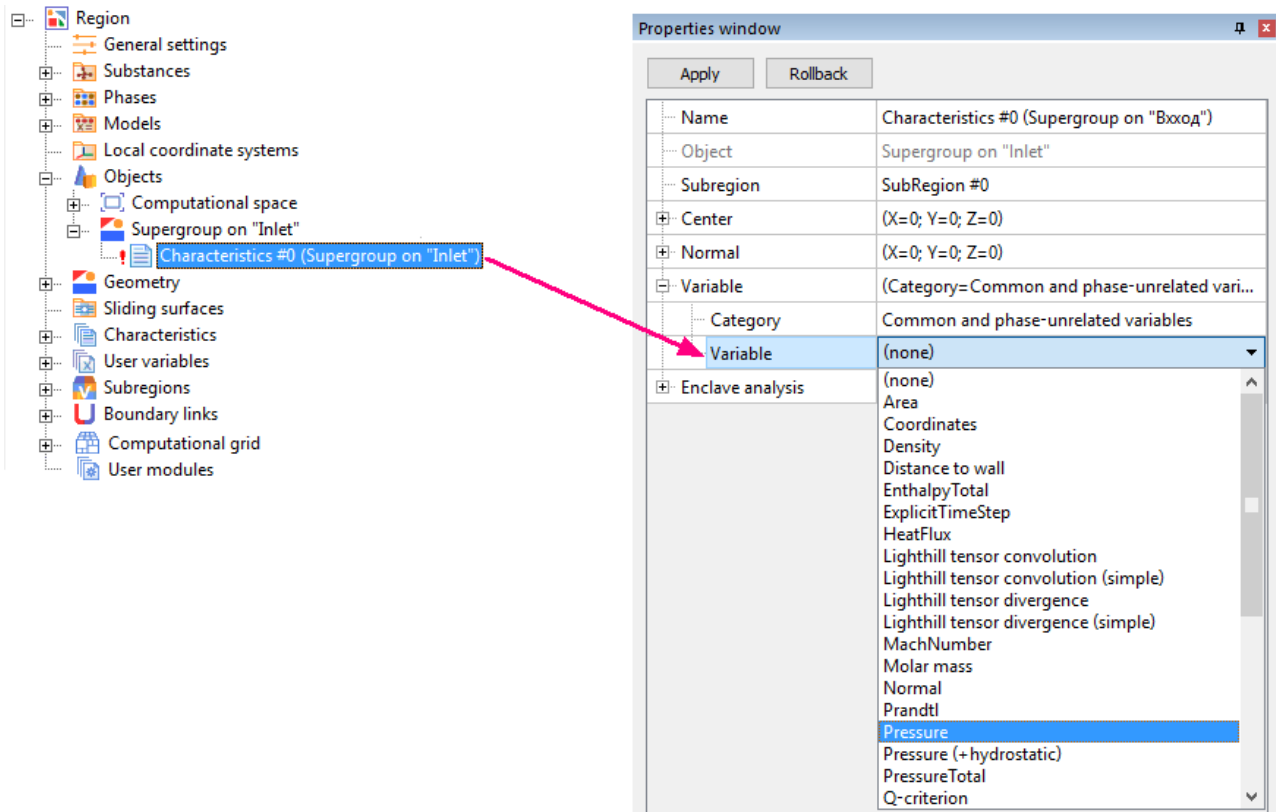 Region
General settings
Substances
Phases
Models
Local coordinate systems
Objects
Computational space
Supergroup on "Inlet"
Characteristics #0 (Supergroup on "Inlet")
Geometry
Sliding surfaces
Characteristics
User variables
Subregions
Boundary links
Computational grid
User modules
Properties window
Apply Rollback
Name Characteristics #0 (Supergroup on "Вхход")
Object Supergroup on "Inlet"
Subregion SubRegion #0
Center (X=0; Y=0; Z=0)
Normal (X=0; Y=0; Z=0)
Variable (Category=Common and phase-unrelated vari...
Category Common and phase-unrelated variables
Variable (none)
Enclave analysis
(none)
Area
Coordinates
Density
Distance to wall
EnthalpyTotal
ExplicitTimeStep
HeatFlux
Lighthill tensor convolution
Lighthill tensor convolution (simple)
Lighthill tensor divergence
Lighthill tensor divergence (simple)
MachNumber
Molar mass
Normal
Prandtl
Pressure
Pressure (+hydrostatic)
PressureTotal
Q-criterion